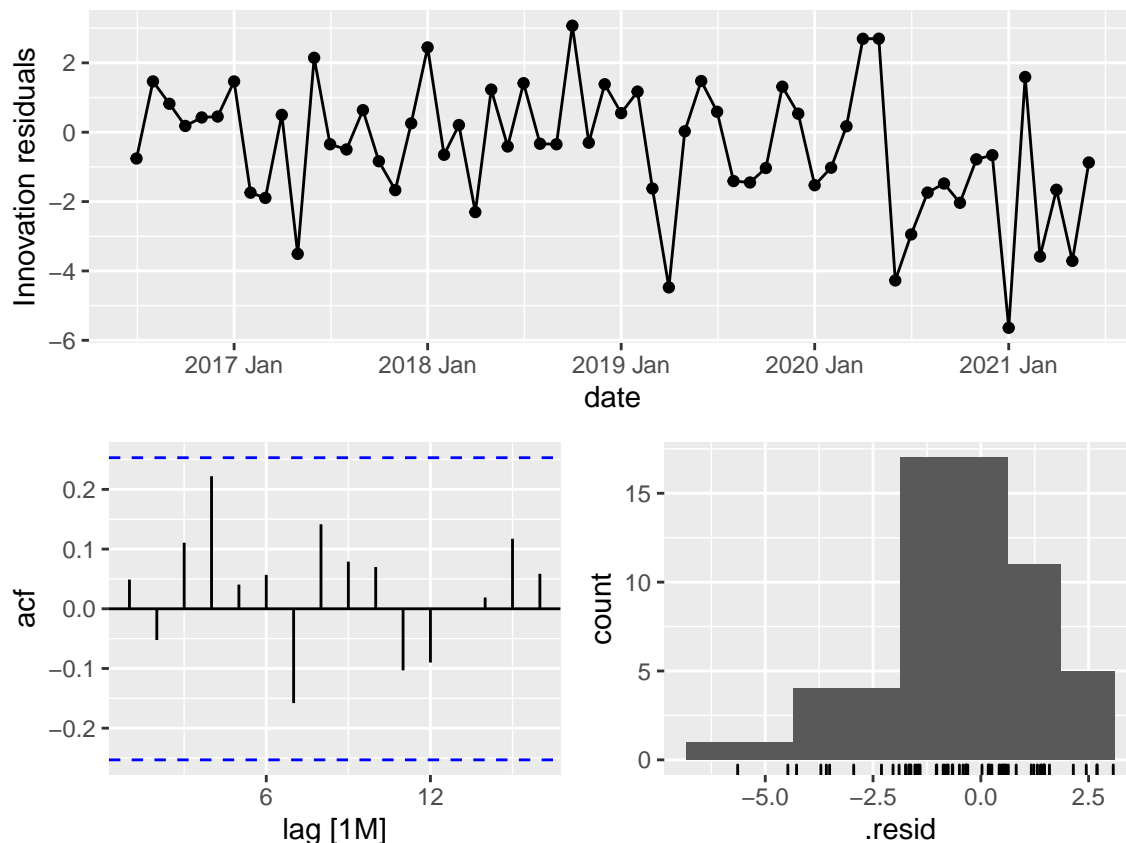 Innovation residuals
2
0
−2
−4
−6
2017 Jan 2018 Jan 2019 Jan 2020 Jan 2021 Jan
date
acf
0.2
0.1
0.0
−0.1
−0.2
6 12
lag [1M]
count
15
10
5
0
−5.0 −2.5 0.0 2.5
.resid